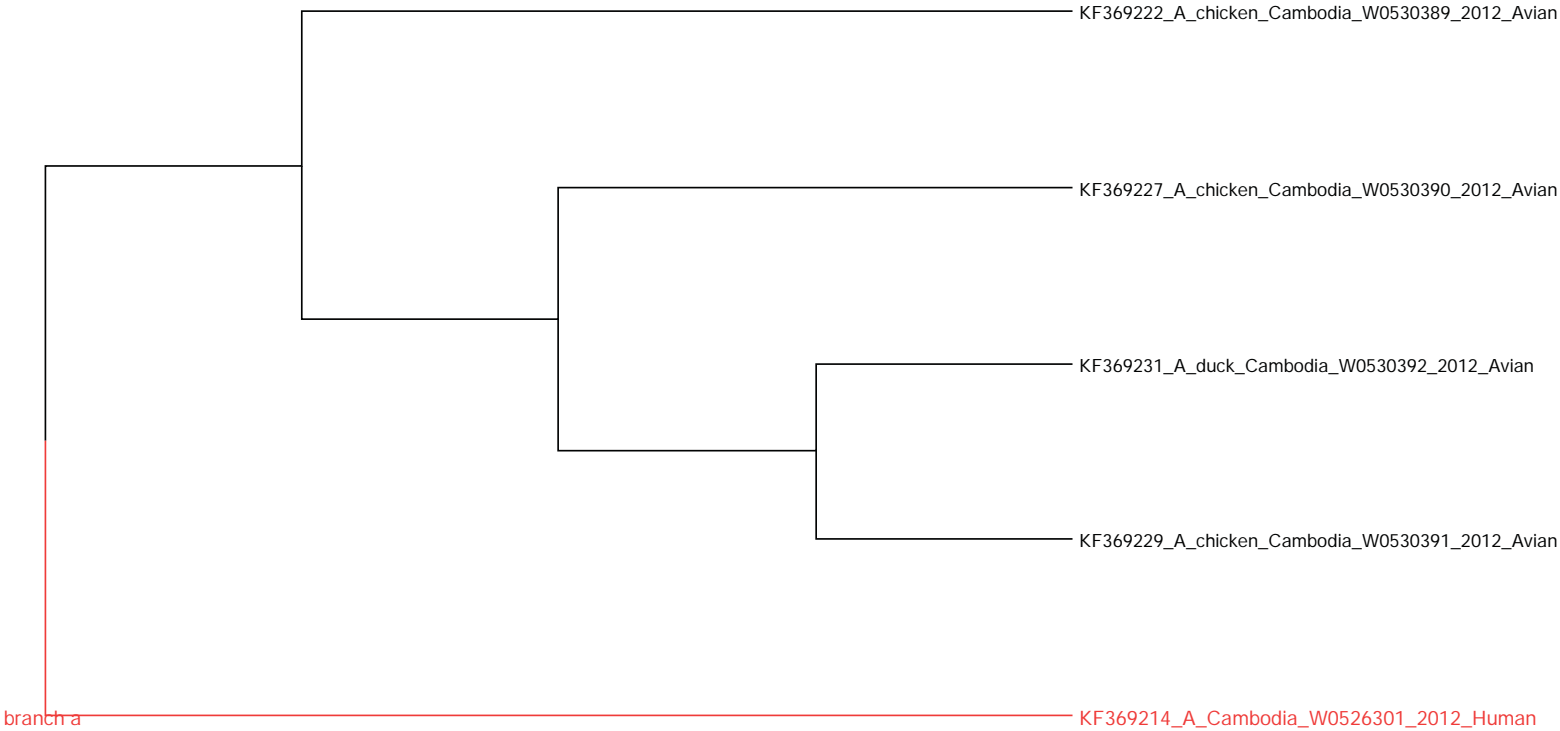 KF369222_A_chicken_Cambodia_W0530389_2012_Avian
KF369227_A_chicken_Cambodia_W0530390_2012_Avian
KF369231_A_duck_Cambodia_W0530392_2012_Avian
KF369229_A_chicken_Cambodia_W0530391_2012_Avian
branch a
KF369214_A_Cambodia_W0526301_2012_Human